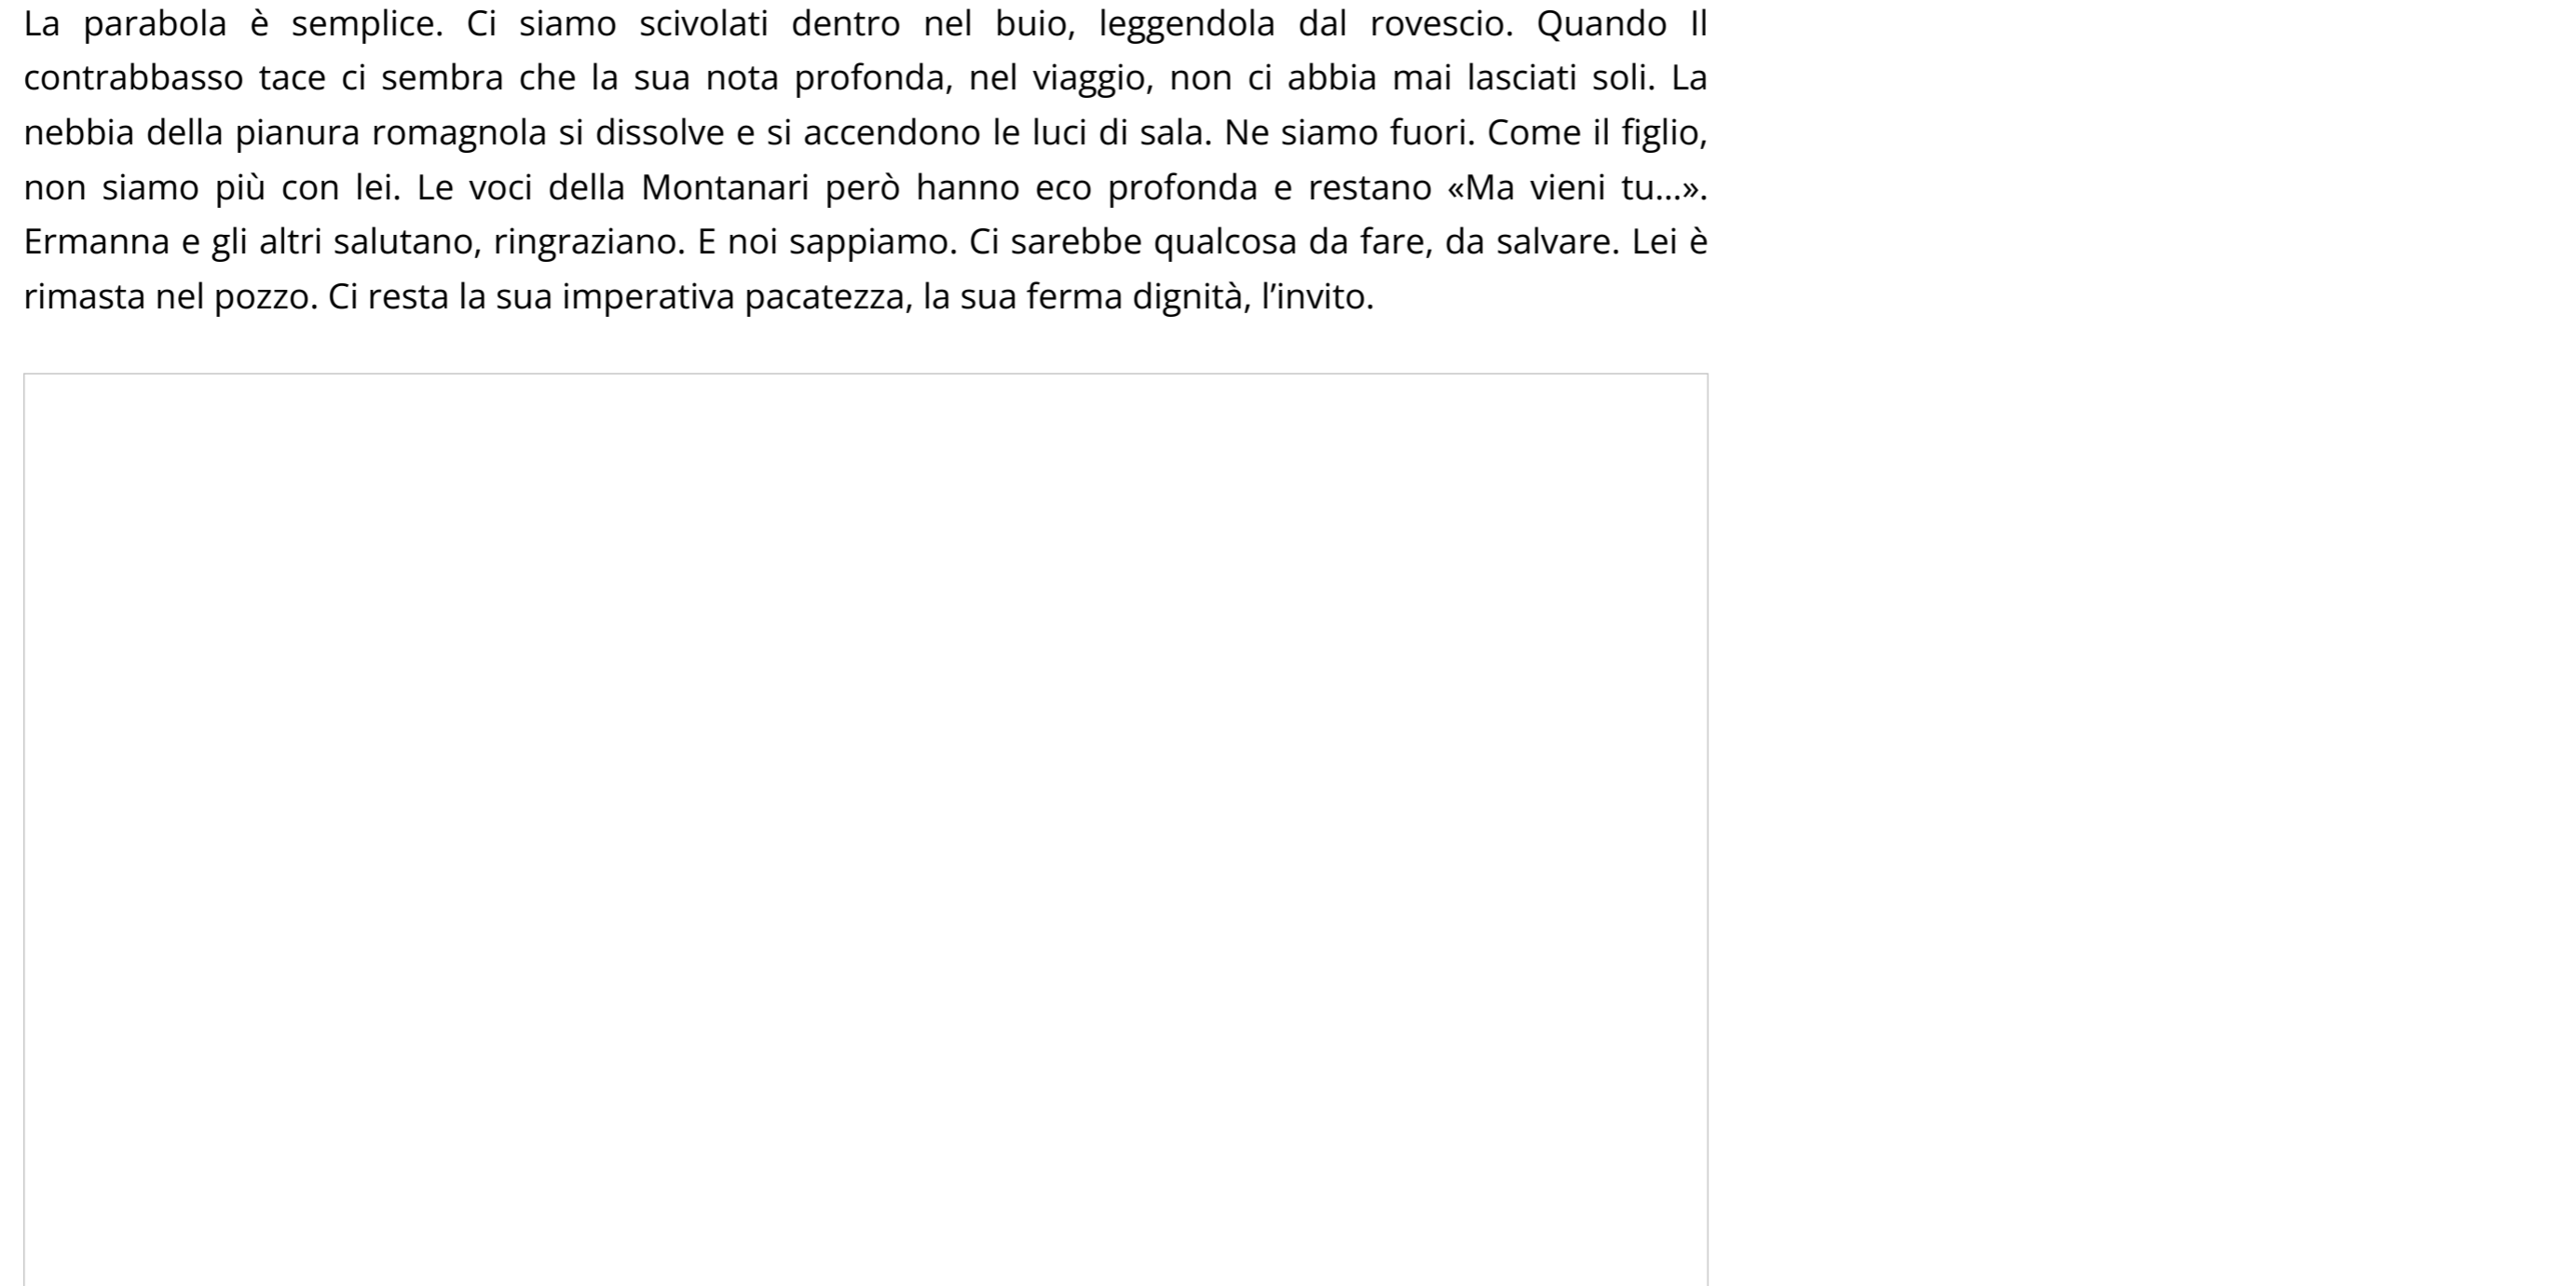 La parabola è semplice. Ci siamo scivolati dentro nel buio, leggendola dal rovescio. Quando Il
contrabbasso tace ci sembra che la sua nota profonda, nel viaggio, non ci abbia mai lasciati soli. La
nebbia della pianura romagnola si dissolve e si accendono le luci di sala. Ne siamo fuori. Come il figlio,
non siamo più con lei. Le voci della Montanari però hanno eco profonda e restano «Ma vieni tu…».
Ermanna e gli altri salutano, ringraziano. E noi sappiamo. Ci sarebbe qualcosa da fare, da salvare. Lei è
rimasta nel pozzo. Ci resta la sua imperativa pacatezza, la sua ferma dignità, l’invito.